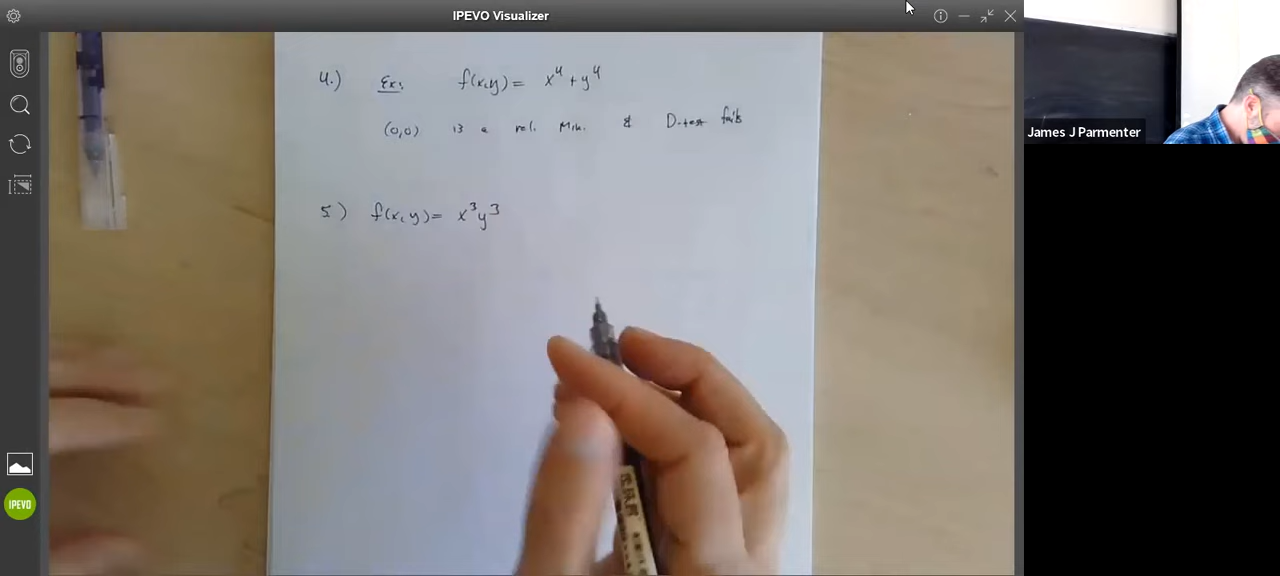 IPEVO Visualizer
4.) Ex: f(x,y) = x⁴ + y⁴
(0,0) is a rel. Min. & D-test fails
5.) f(x,y) = x³y³
James J Parmenter
IPEVO